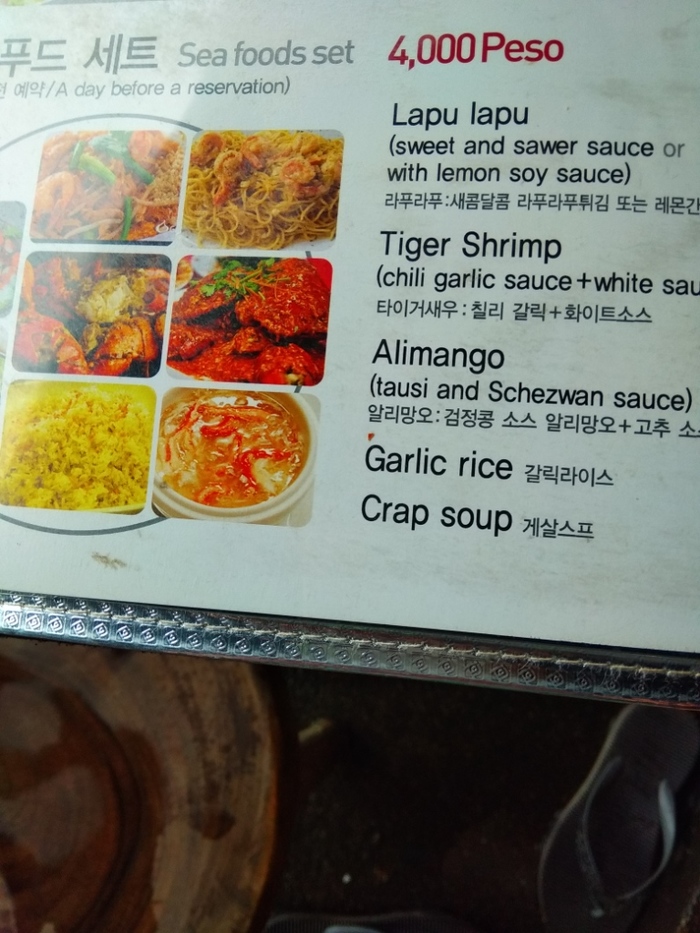 푸드 세트 Sea foods set 4,000 Peso
예약/A day before a reservation)
Lapu lapu
(sweet and sawer sauce or
with lemon soy sauce)
라푸라푸:새콤달콤 라푸라푸튀김 또는 레몬간
Tiger Shrimp
(chili garlic sauce+white sau
타이거새우: 칠리 갈릭+화이트소스
Alimango
(tausi and Schezwan sauce)
알리망오:검정콩 소스 알리망오+고추 소
Garlic rice 갈릭라이스
Crap soup 게살스프